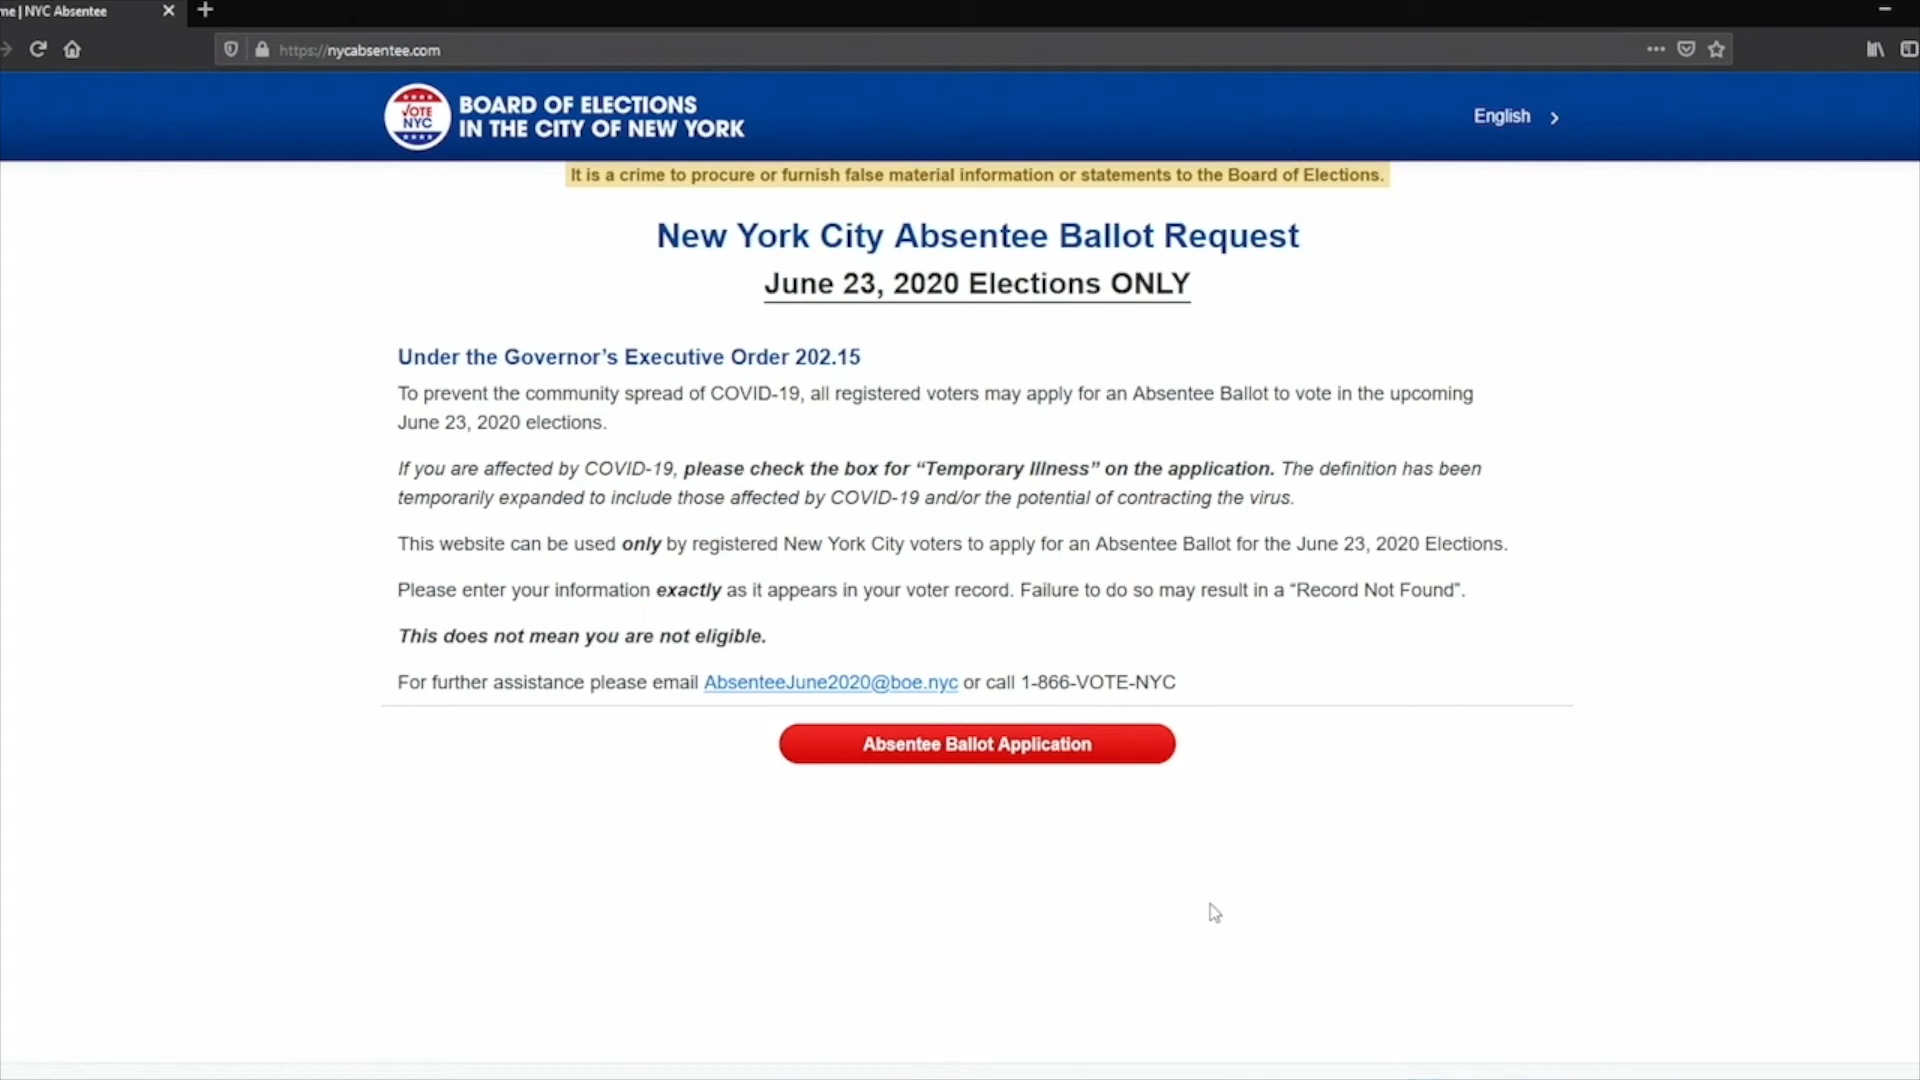 me | NYC Absentee
https://nycabsentee.com
VOTE
NYC
BOARD OF ELECTIONS
IN THE CITY OF NEW YORK
English
It is a crime to procure or furnish false material information or statements to the Board of Elections.
New York City Absentee Ballot Request
June 23, 2020 Elections ONLY
Under the Governor’s Executive Order 202.15
To prevent the community spread of COVID-19, all registered voters may apply for an Absentee Ballot to vote in the upcoming
June 23, 2020 elections.
If you are affected by COVID-19, please check the box for “Temporary Illness” on the application. The definition has been
temporarily expanded to include those affected by COVID-19 and/or the potential of contracting the virus.
This website can be used only by registered New York City voters to apply for an Absentee Ballot for the June 23, 2020 Elections.
Please enter your information exactly as it appears in your voter record. Failure to do so may result in a “Record Not Found”.
This does not mean you are not eligible.
For further assistance please email AbsenteeJune2020@boe.nyc or call 1-866-VOTE-NYC
Absentee Ballot Application